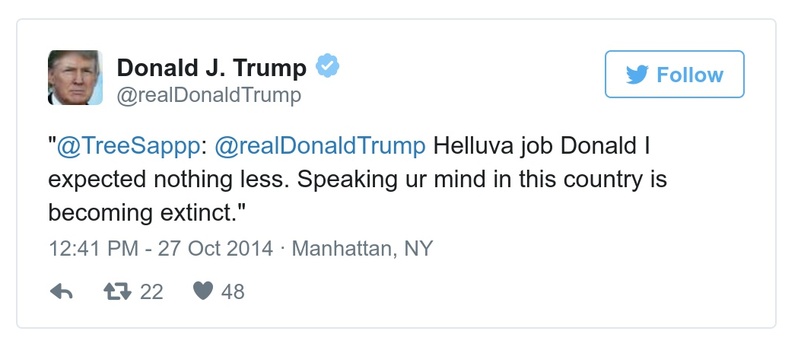 Donald J. Trump
@realDonaldTrump
Follow
"@TreeSappp: @realDonaldTrump Helluva job Donald I
expected nothing less. Speaking ur mind in this country is
becoming extinct."
12:41 PM - 27 Oct 2014 · Manhattan, NY
22 48